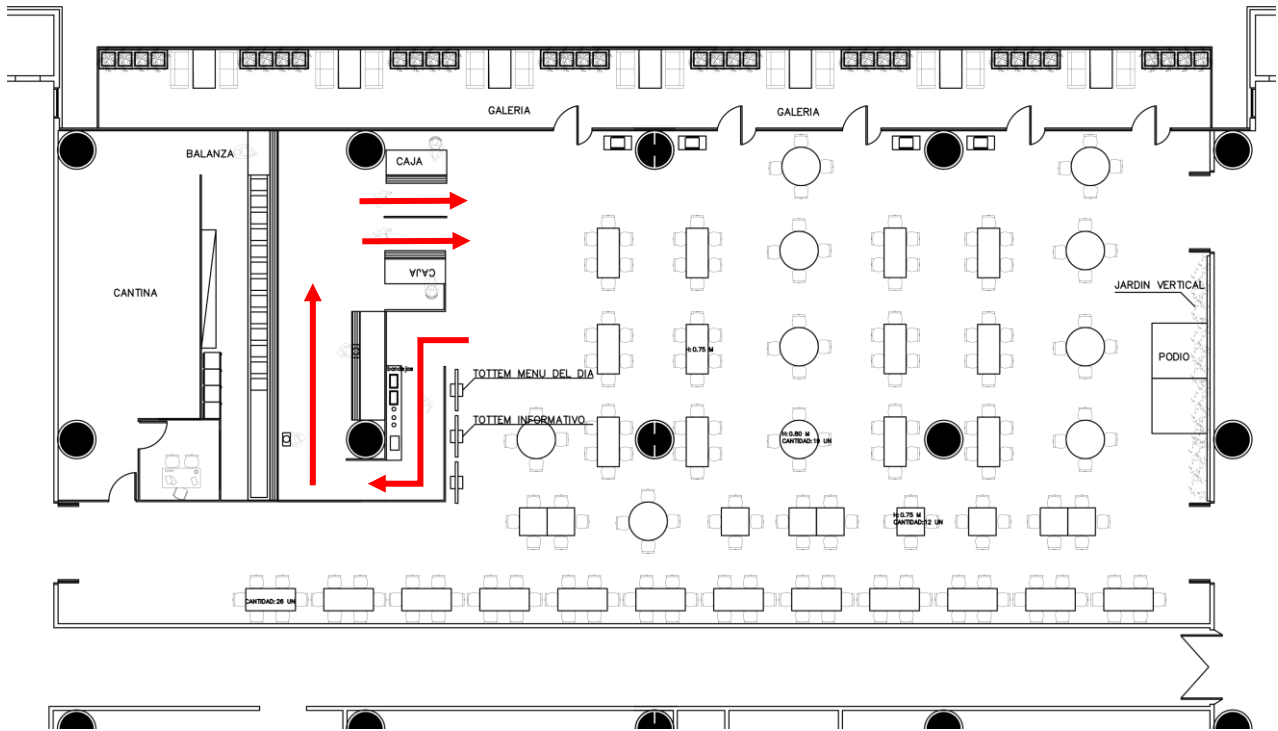 GALERIA
GALERIA
BALANZA
CAJA
CAJA
CANTINA
JARDIN VERTICAL
H:0.75 M
PODIO
bandejas
TOTTEM MENU DEL DIA
TOTTEM INFORMATIVO
H:0.80 M
CANTIDAD:19 UN
H:0.75 M
CANTIDAD:12 UN
CANTIDAD:26 UN